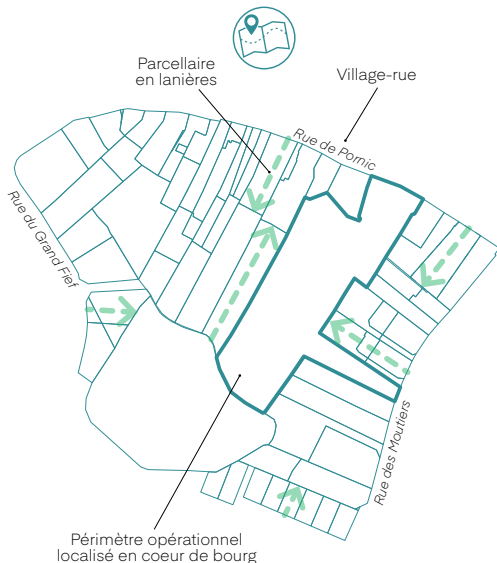 Parcellaire
en lanières
Village-rue
Rue de Pornic
Rue du Grand Fief
Rue des Moutiers
Périmètre opérationnel
localisé en coeur de bourg